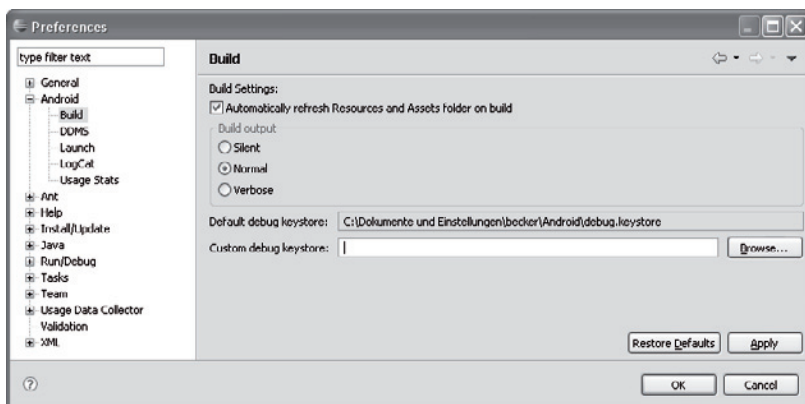 Preferences
type filter text
General
Android
Build
DDMS
Launch
LogCat
Usage Stats
Ant
Help
Install/Update
Java
Run/Debug
Tasks
Team
Usage Data Collector
Validation
XML
Build
Build Settings:
Automatically refresh Resources and Assets folder on build
Build output
Silent
Normal
Verbose
Default debug keystore: C:\Dokumente und Einstellungen\becker\Android\debug.keystore
Custom debug keystore:
Browse...
Restore Defaults Apply
OK Cancel